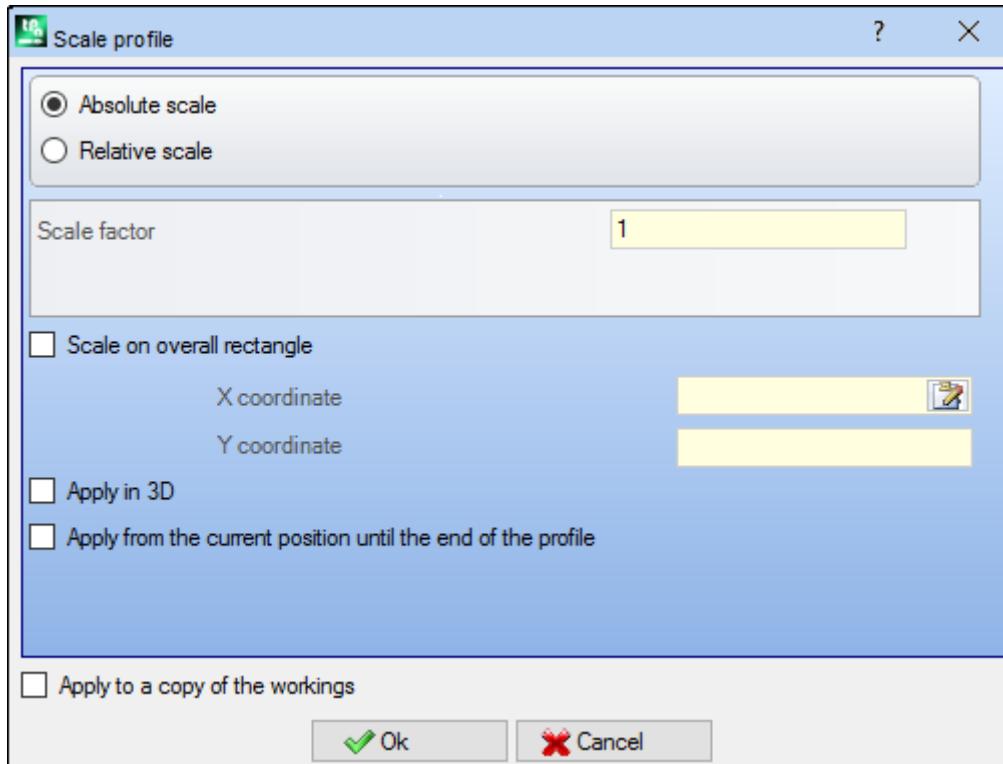 Scale profile
?
Absolute scale
Relative scale
Scale factor 1
Scale on overall rectangle
X coordinate
Y coordinate
Apply in 3D
Apply from the current position until the end of the profile
Apply to a copy of the workings
Ok Cancel